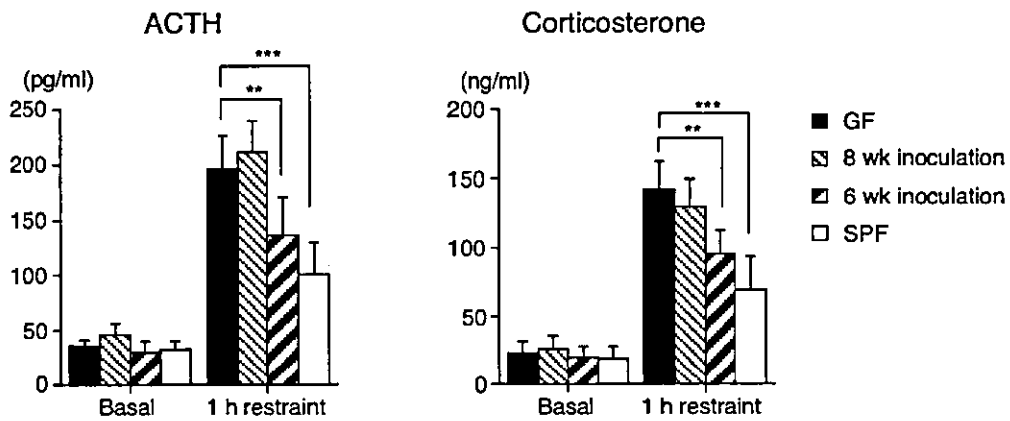 ACTH
(pg/ml)
250
200
150
100
50
0
***
**
Basal
1 h restraint
Corticosterone
(ng/ml)
200
150
100
50
0
***
**
Basal
1 h restraint
GF
8 wk inoculation
6 wk inoculation
SPF